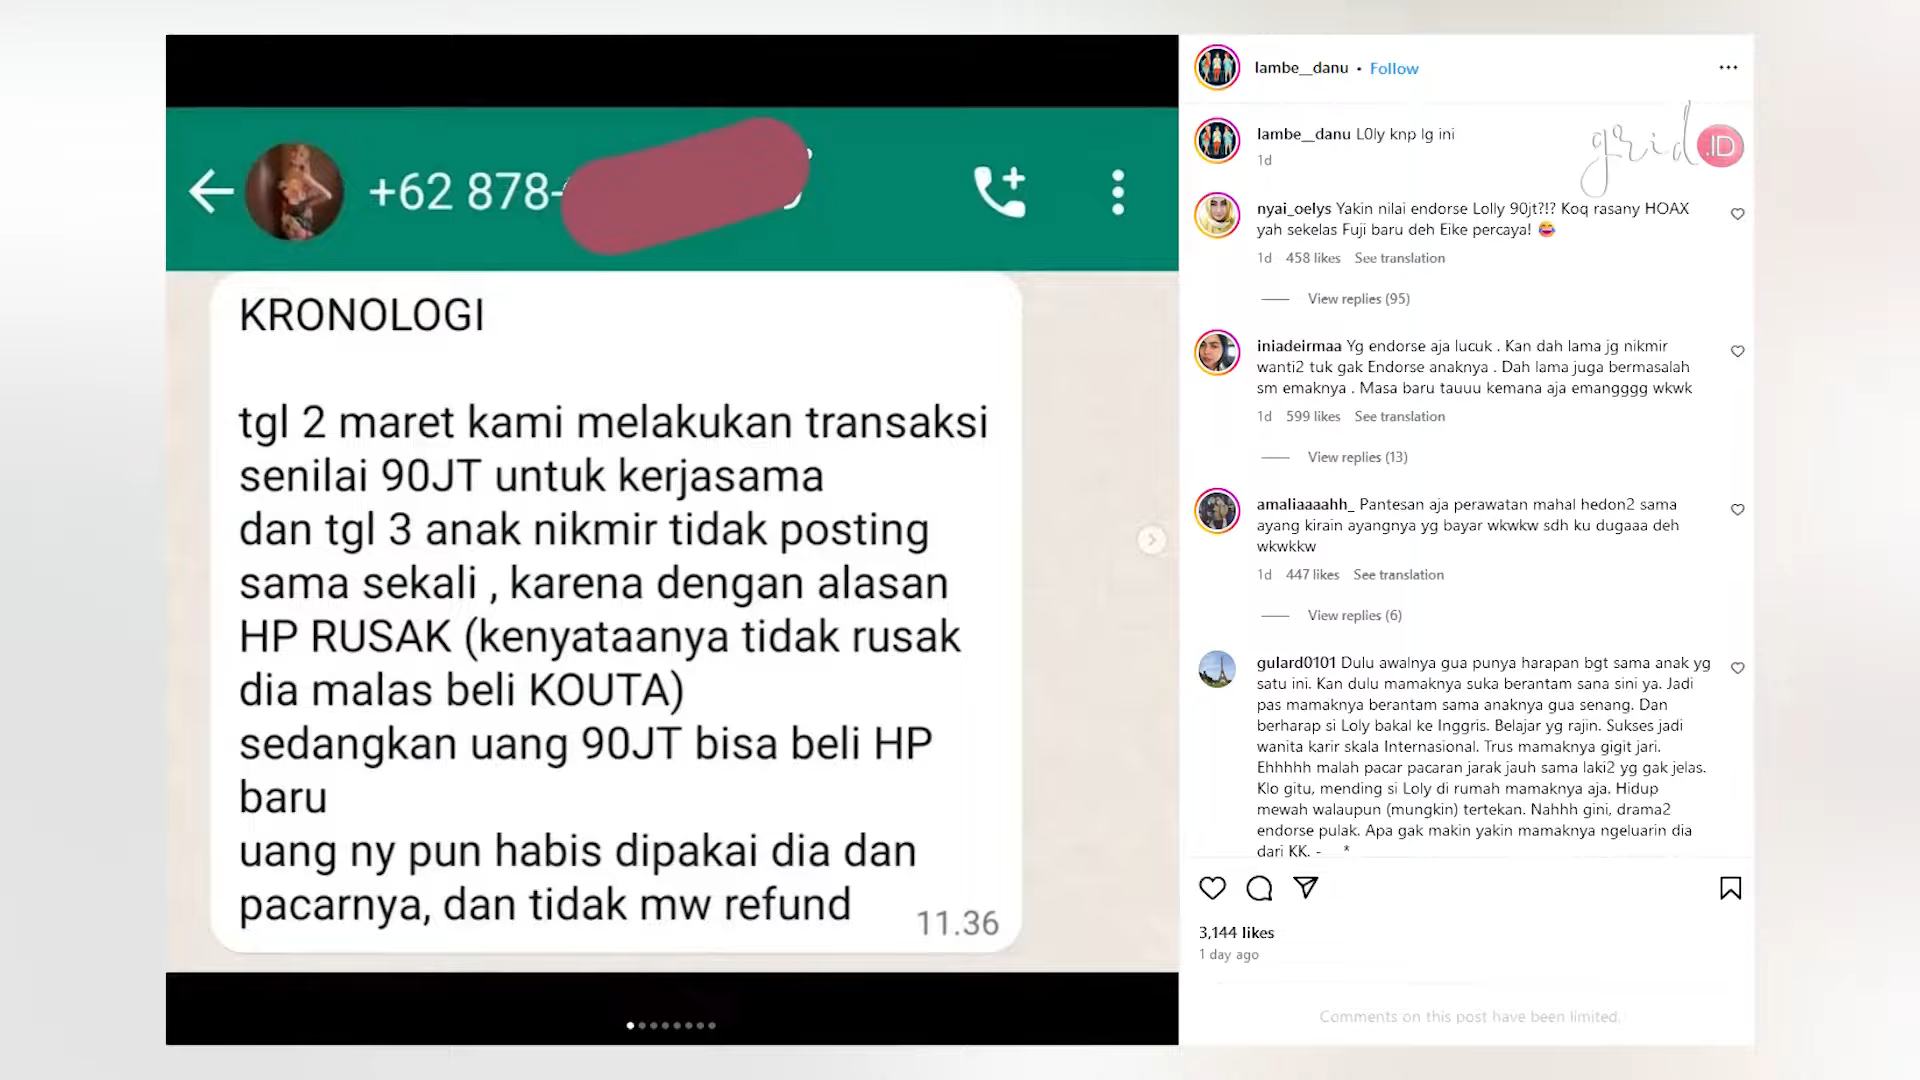 +62 878-
KRONOLOGI
tgl 2 maret kami melakukan transaksi
senilai 90JT untuk kerjasama
dan tgl 3 anak nikmir tidak posting
sama sekali , karena dengan alasan
HP RUSAK (kenyataanya tidak rusak
dia malas beli KOUTA)
sedangkan uang 90JT bisa beli HP
baru
uang ny pun habis dipakai dia dan
pacarnya, dan tidak mw refund
11.36
lambe__danu • Follow
grid .ID
lambe__danu L0ly knp lg ini
1d
nyai_oelys Yakin nilai endorse Lolly 90jt?!? Koq rasany HOAX
yah sekelas Fuji baru deh Eike percaya! 😂
1d 458 likes See translation
View replies (95)
iniadeirmaa Yg endorse aja lucuk . Kan dah lama jg nikmir
wanti2 tuk gak Endorse anaknya . Dah lama juga bermasalah
sm emaknya . Masa baru tauuu kemana aja emangggg wkwk
1d 599 likes See translation
View replies (13)
amaliaaaahh_ Pantesan aja perawatan mahal hedon2 sama
ayang kirain ayangnya yg bayar wkwkw sdh ku dugaaa deh
wkwkkw
1d 447 likes See translation
View replies (6)
gulard0101 Dulu awalnya gua punya harapan bgt sama anak yg
satu ini. Kan dulu mamaknya suka berantam sana sini ya. Jadi
pas mamaknya berantam sama anaknya gua senang. Dan
berharap si Loly bakal ke Inggris. Belajar yg rajin. Sukses jadi
wanita karir skala Internasional. Trus mamaknya gigit jari.
Ehhhhh malah pacar pacaran jarak jauh sama laki2 yg gak jelas.
Klo gitu, mending si Loly di rumah mamaknya aja. Hidup
mewah walaupun (mungkin) tertekan. Nahhh gini, drama2
endorse pulak. Apa gak makin yakin mamaknya ngeluarin dia
dari KK. -__*
3,144 likes
1 day ago
Comments on this post have been limited.